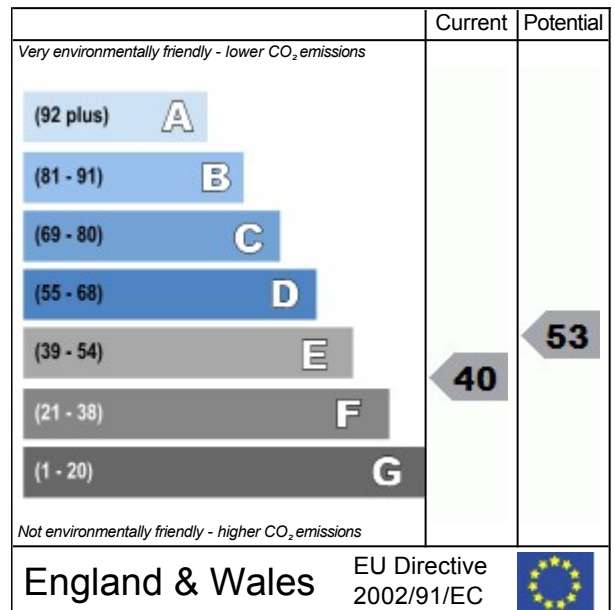 Current Potential
Very environmentally friendly - lower CO₂ emissions
(92 plus) A
(81 - 91) B
(69 - 80) C
(55 - 68) D
(39 - 54) E
53
40
(21 - 38) F
(1 - 20) G
Not environmentally friendly - higher CO₂ emissions
England & Wales
EU Directive
2002/91/EC